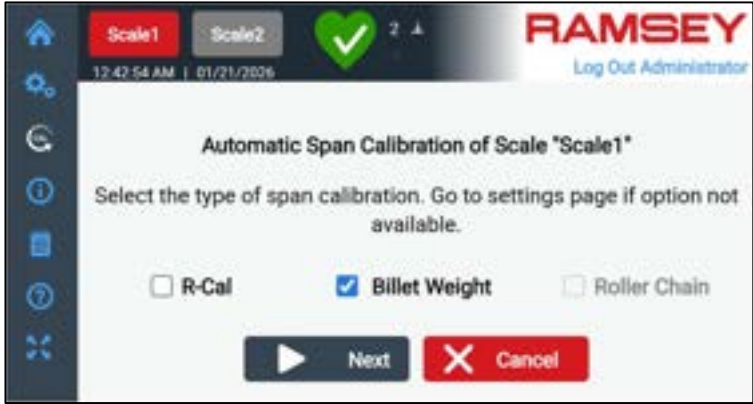 Scale1 Scale2 2 RAMSEY
12:42:54 AM | 01/21/2026 Log Out Administrator
Automatic Span Calibration of Scale "Scale1"
Select the type of span calibration. Go to settings page if option not
available.
R-Cal Billet Weight Roller Chain
Next Cancel